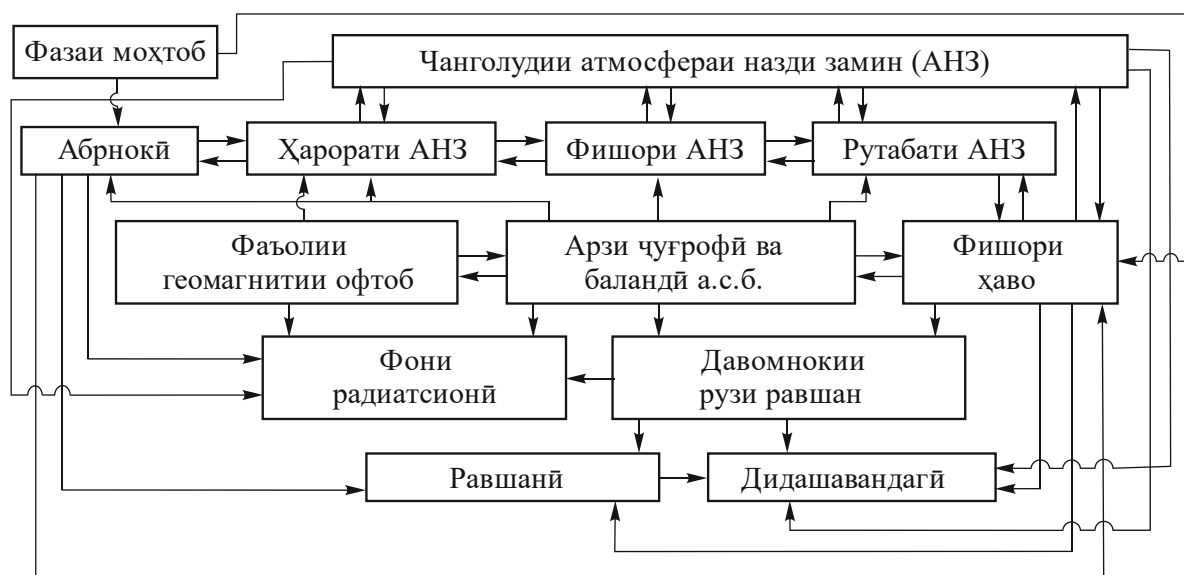 Фазаи моҳтоб
Чанголудии атмосфераи назди замин (АНЗ)
Абрнокӣ
Ҳарорати АНЗ
Фишори АНЗ
Рутабати АНЗ
Фаъолии
геомагнитии офтоб
Арзи ҷуғрофӣ ва
баландӣ а.с.б.
Фишори
ҳаво
Фони
радиатсионӣ
Давомнокии
рузи равшан
Равшанӣ
Дидашавандагӣ